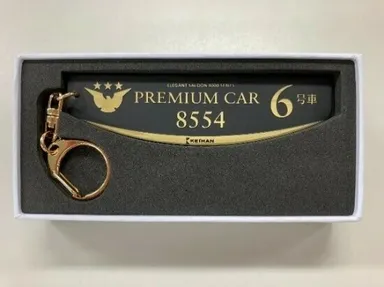 ELEGANT SALOON 8000 SERIES
PREMIUM CAR 6号車
8554
KEIHAN